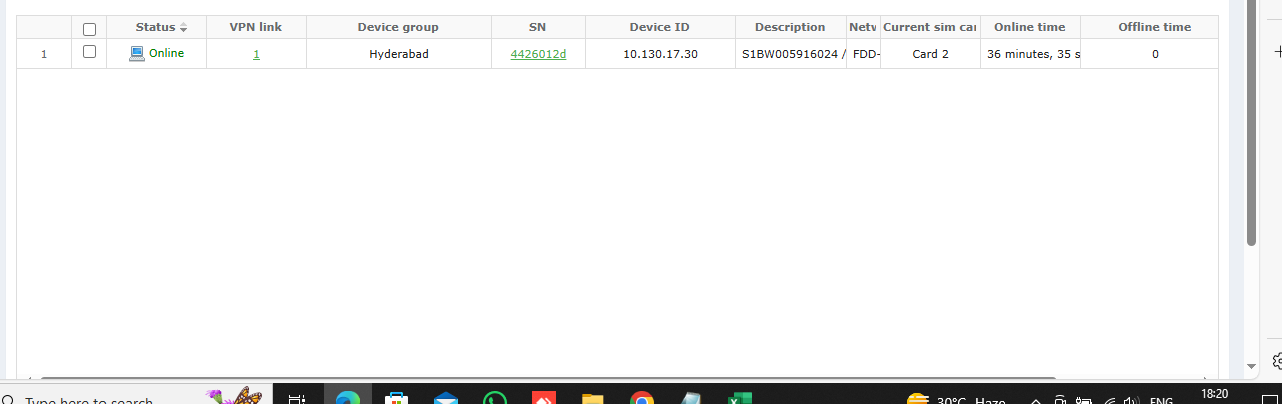 Status VPN link Device group SN Device ID Description Netv Current sim car Online time Offline time
1 Online 1 Hyderabad 4426012d 10.130.17.30 S1BW005916024 / FDD- Card 2 36 minutes, 35 s 0
Type here to search 30°C Haze ENG 18:20